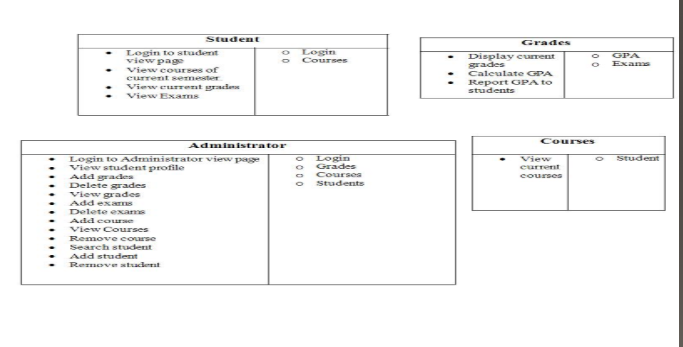 Student
• Login to student
view page
• View courses of
current semester
• View current grades
• View Exams
o Login
o Courses
Grades
• Display current
grades
• Calculate GPA
• Report GPA to
students
o GPA
o Exams
Administrator
• Login to Administrator view page
• View student profile
• Add grades
• Delete grades
• View grades
• Add exams
• Delete exams
• Add course
• View Courses
• Remove course
• Search student
• Add student
• Remove student
o Login
o Grades
o Courses
o Students
Courses
• View
current
courses
o Student